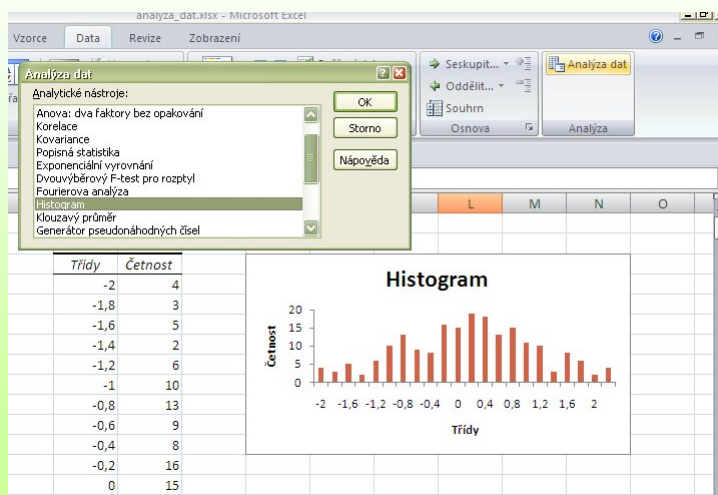 analyza_dat.xlsx - Microsoft Excel
Vzorce Data Revize Zobrazení
Analýza dat
Analytické nástroje:
Anova: dva faktory bez opakování
Korelace
Kovariance
Popisná statistika
Exponenciální vyrovnání
Dvouvýběrový F-test pro rozptyl
Fourierova analýza
Histogram
Klouzavý průměr
Generátor pseudonáhodných čísel
OK
Storno
Nápověda
Seskupit...
Oddělit...
Souhrn
Osnova
Analýza dat
Analýza
L M N O
Třídy Četnost
-2 4
-1,8 3
-1,6 5
-1,4 2
-1,2 6
-1 10
-0,8 13
-0,6 9
-0,4 8
-0,2 16
0 15
Histogram
Četnost
20
15
10
5
0
-2 -1,6 -1,2 -0,8 -0,4 0 0,4 0,8 1,2 1,6 2
Třídy